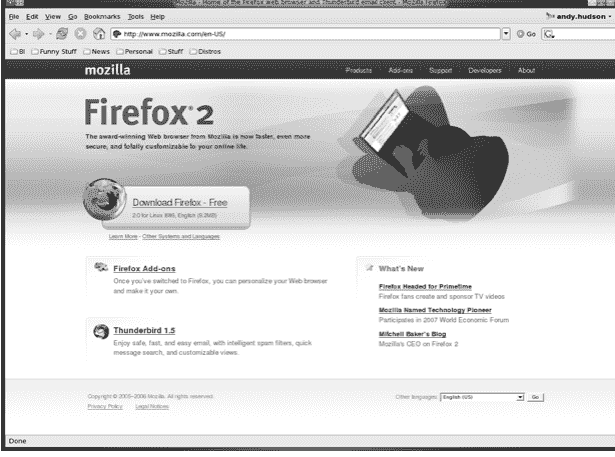 Mozilla - Home of the Firefox web browser and Thunderbird email client - Mozilla Firefox
File Edit View Go Bookmarks Tools Help
andy.hudson
http://www.mozilla.com/en-US/
Go
BI Funny Stuff News Personal Stuff Distros
mozilla
Products Add-ons Support Developers About
Firefox® 2
The award-winning Web browser from Mozilla is now faster, even more
secure, and totally customizable to your online life.
Download Firefox - Free
2.0 for Linux i686, English (9.2MB)
Learn More - Other Systems and Languages
Firefox Add-ons
Once you've switched to Firefox, you can personalize your Web browser
and make it your own.
Thunderbird 1.5
Enjoy safe, fast, and easy email, with intelligent spam filters, quick
message search, and customizable views.
What's New
Firefox Headed for Primetime
Firefox fans create and sponsor TV videos
Mozilla Named Technology Pioneer
Participates in 2007 World Economic Forum
Mitchell Baker's Blog
Mozilla's CEO on Firefox 2
Copyright © 2005–2006 Mozilla. All rights reserved.
Privacy Policy Legal Notices
Other languages: English (US) Go
Done